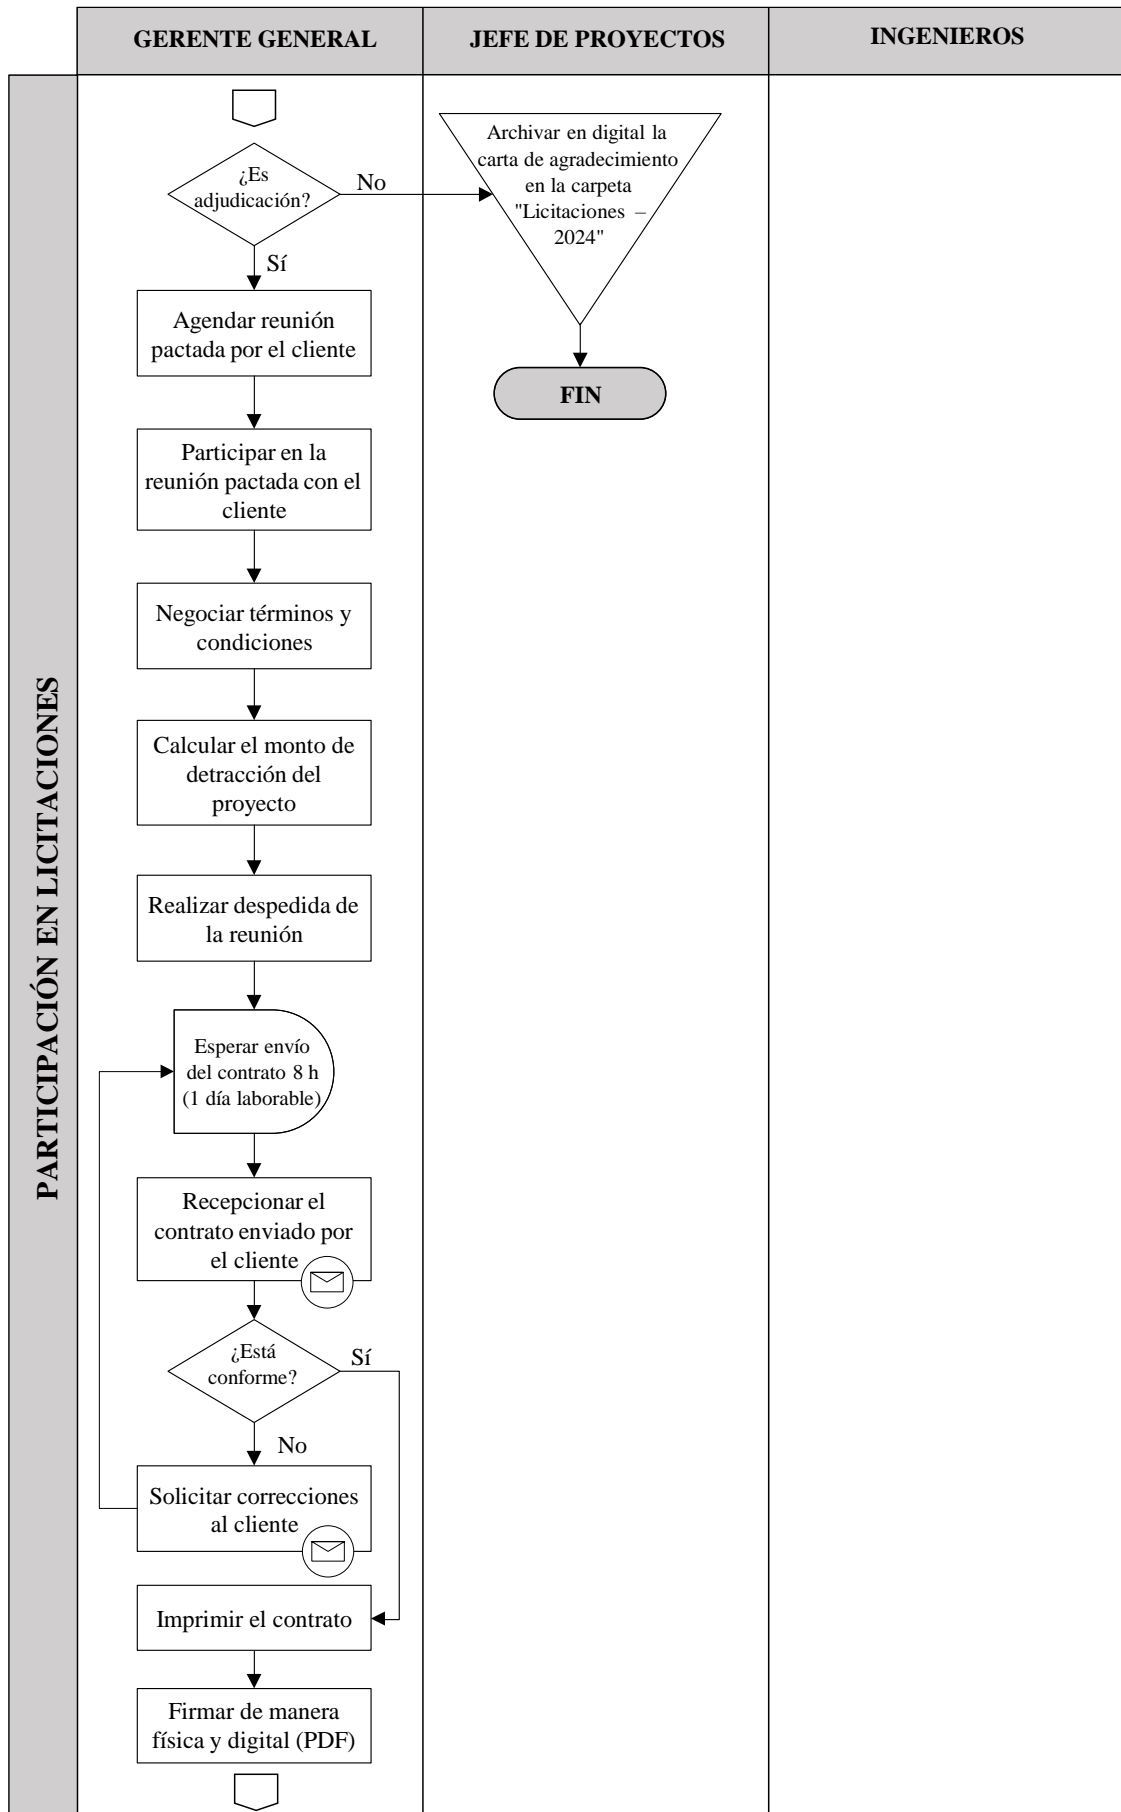 GERENTE GENERAL
JEFE DE PROYECTOS
INGENIEROS
PARTICIPACIÓN EN LICITACIONES
¿Es
adjudicación?
No
Archivar en digital la
carta de agradecimiento
en la carpeta
"Licitaciones –
2024"
Sí
FIN
Agendar reunión
pactada por el cliente
Participar en la
reunión pactada con el
cliente
Negociar términos y
condiciones
Calcular el monto de
detracción del
proyecto
Realizar despedida de
la reunión
Esperar envío
del contrato 8 h
(1 día laborable)
Recepcionar el
contrato enviado por
el cliente
¿Está
conforme?
Sí
No
Solicitar correcciones
al cliente
Imprimir el contrato
Firmar de manera
física y digital (PDF)